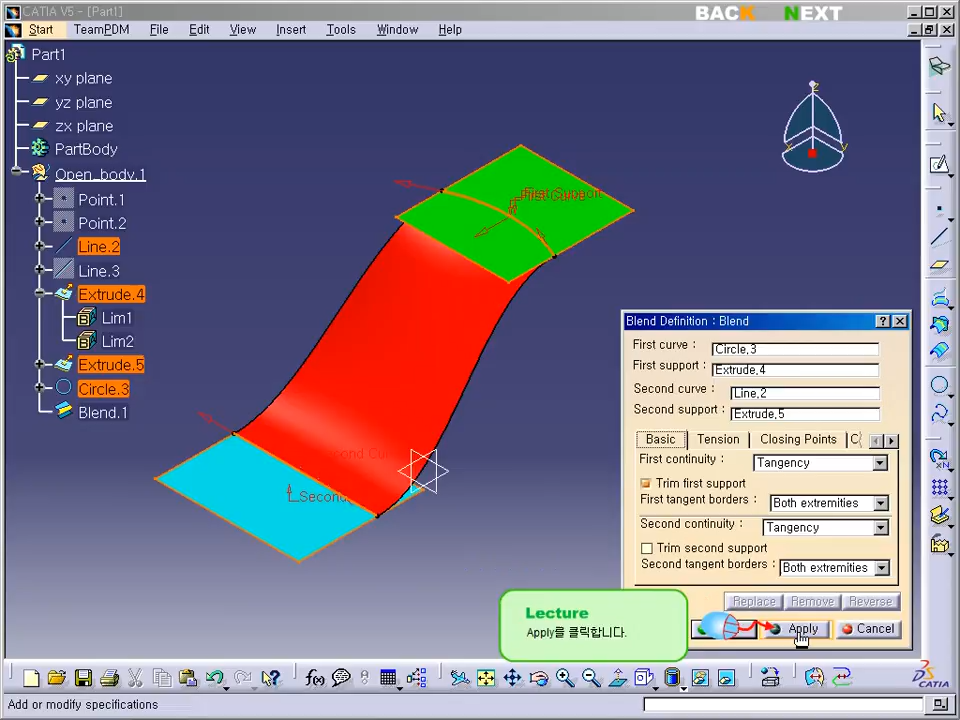 CATIA V5 - [Part1]
BACK NEXT
Start TeamPDM File Edit View Insert Tools Window Help
Part1
xy plane
yz plane
zx plane
PartBody
Open_body.1
Point.1
Point.2
Line.2
Line.3
Extrude.4
Lim1
Lim2
Extrude.5
Circle.3
Blend.1
z
First Support
First Curve
Second Curve
Second
Blend Definition : Blend
First curve : Circle.3
First support : Extrude.4
Second curve : Line.2
Second support : Extrude.5
Basic Tension Closing Points
First continuity : Tangency
Trim first support
First tangent borders : Both extremities
Second continuity : Tangency
Trim second support
Second tangent borders : Both extremities
Replace Remove Reverse
Apply Cancel
Lecture
Apply를 클릭합니다.
CATIA
Add or modify specifications